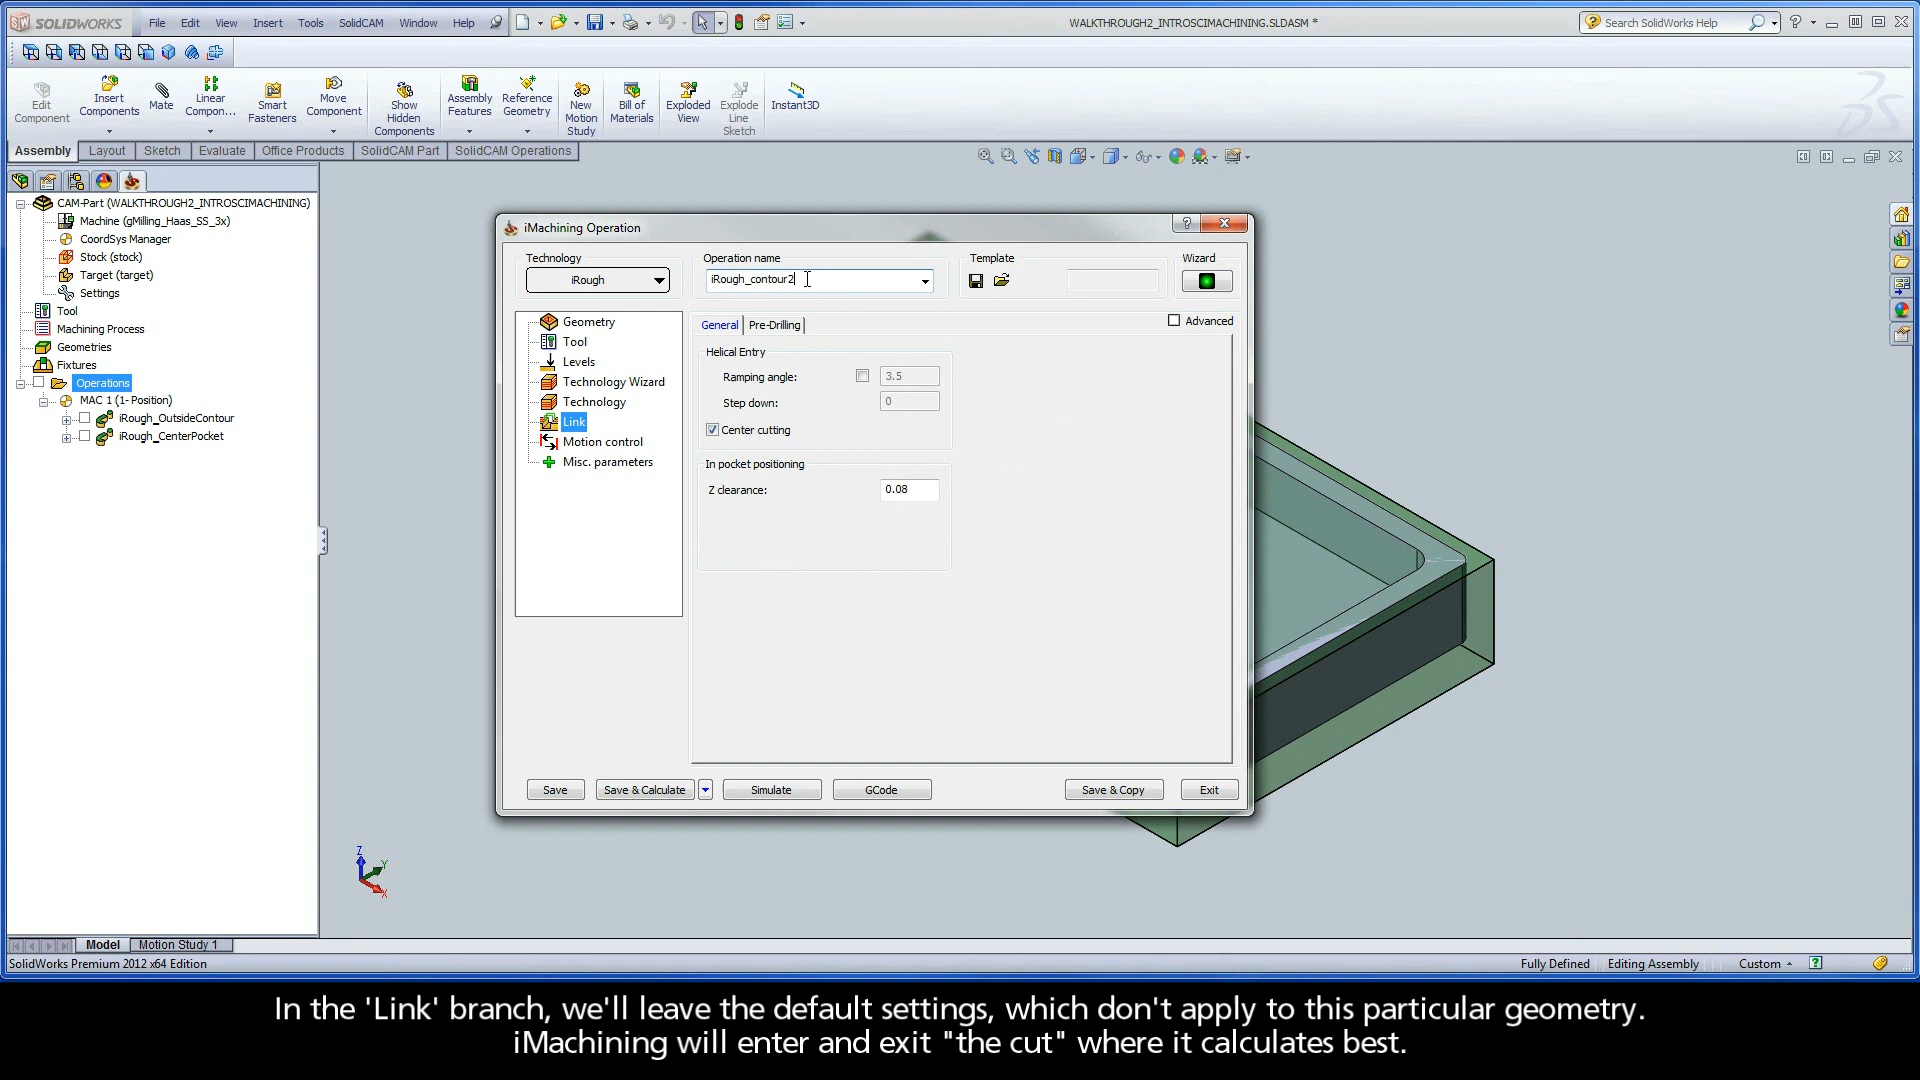 SOLIDWORKS File Edit View Insert Tools SolidCAM Window Help WALKTHROUGH2_INTROSCIMACHINING.SLDASM * Search SolidWorks Help
Edit Component
Insert Components
Mate
Linear Compon...
Smart Fasteners
Move Component
Show Hidden Components
Assembly Features
Reference Geometry
New Motion Study
Bill of Materials
Exploded View
Explode Line Sketch
Instant3D
Assembly Layout Sketch Evaluate Office Products SolidCAM Part SolidCAM Operations
CAM-Part (WALKTHROUGH2_INTROSCIMACHINING)
Machine (gMilling_Haas_SS_3x)
CoordSys Manager
Stock (stock)
Target (target)
Settings
Tool
Machining Process
Geometries
Fixtures
Operations
MAC 1 (1- Position)
iRough_OutsideContour
iRough_CenterPocket
iMachining Operation
Technology Operation name Template Wizard
iRough iRough_contour2
Geometry
Tool
Levels
Technology Wizard
Technology
Link
Motion control
Misc. parameters
General Pre-Drilling Advanced
Helical Entry
Ramping angle: 3.5
Step down: 0
Center cutting
In pocket positioning
Z clearance: 0.08
Save Save & Calculate Simulate GCode Save & Copy Exit
Z
Y
X
Model Motion Study 1
SolidWorks Premium 2012 x64 Edition Fully Defined Editing Assembly Custom
In the 'Link' branch, we'll leave the default settings, which don't apply to this particular geometry.
iMachining will enter and exit "the cut" where it calculates best.